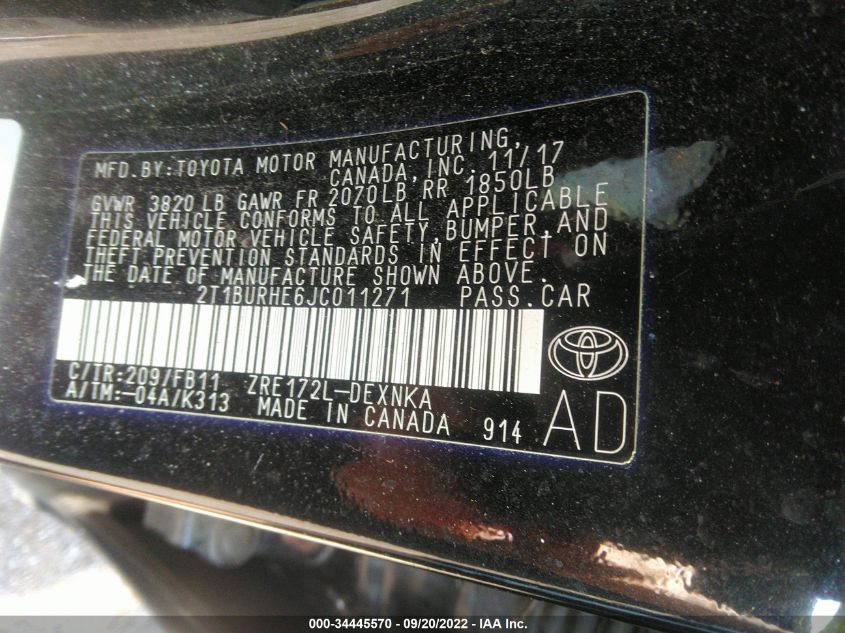 MFD.BY:TOYOTA MOTOR MANUFACTURING,
CANADA,INC. 11/17
GVWR 3820 LB GAWR FR 2070LB RR 1850LB
THIS VEHICLE CONFORMS TO ALL APPLICABLE
FEDERAL MOTOR VEHICLE SAFETY,BUMPER,AND
THEFT PREVENTION STANDARDS IN EFFECT ON
THE DATE OF MANUFACTURE SHOWN ABOVE.
2T1BURHE6JC011271 PASS.CAR
C/TR:209/FB11 ZRE172L-DEXNKA
A/TM:-04A/K313 MADE IN CANADA 914
AD
000-34445570 - 09/20/2022 - IAA Inc.